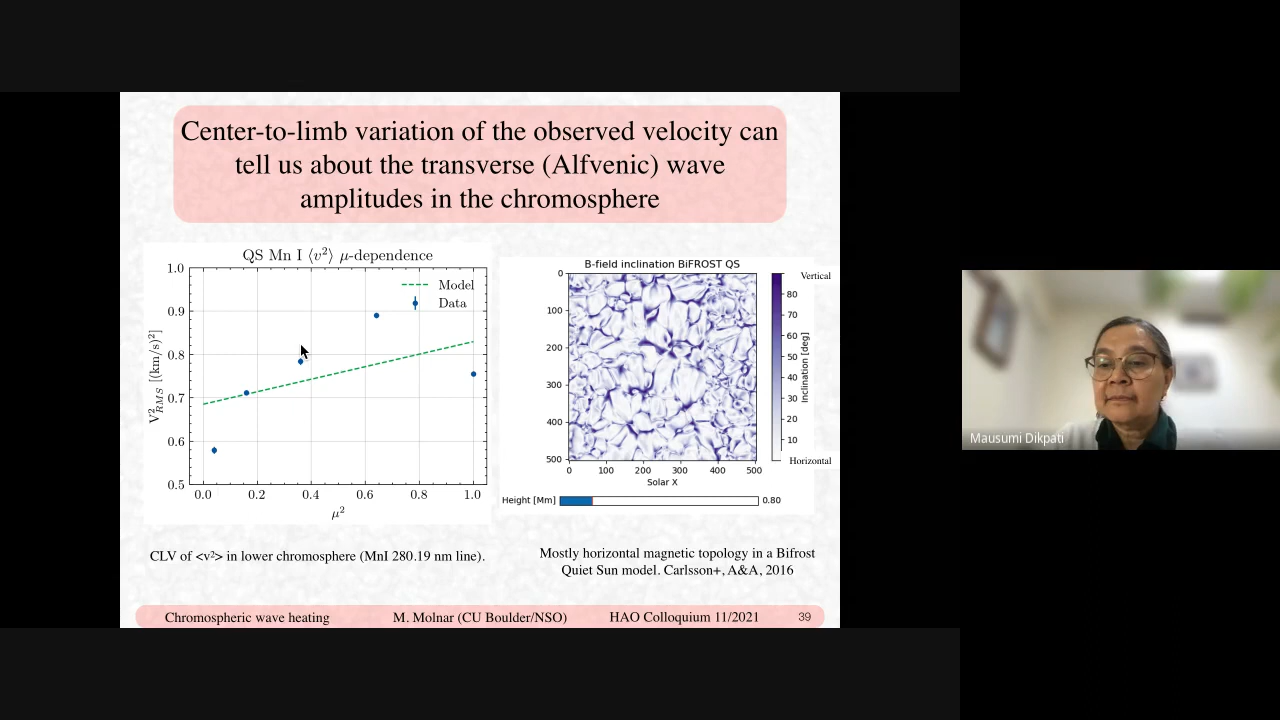 Center-to-limb variation of the observed velocity can
tell us about the transverse (Alfvenic) wave
amplitudes in the chromosphere
QS Mn I ⟨v²⟩ μ-dependence
Model
Data
1.0
0.9
0.8
0.7
0.6
0.5
V²RMS [(km/s)²]
0.0 0.2 0.4 0.6 0.8 1.0
μ²
CLV of <v²> in lower chromosphere (MnI 280.19 nm line).
B-field inclination BiFROST QS
0
100
200
300
400
500
0 100 200 300 400 500
Solar X
Vertical
80
70
60
50
40
30
20
10
Horizontal
Inclination [deg]
Height [Mm] 0.80
Mostly horizontal magnetic topology in a Bifrost
Quiet Sun model. Carlsson+, A&A, 2016
Chromospheric wave heating M. Molnar (CU Boulder/NSO) HAO Colloquium 11/2021 39
Mausumi Dikpati